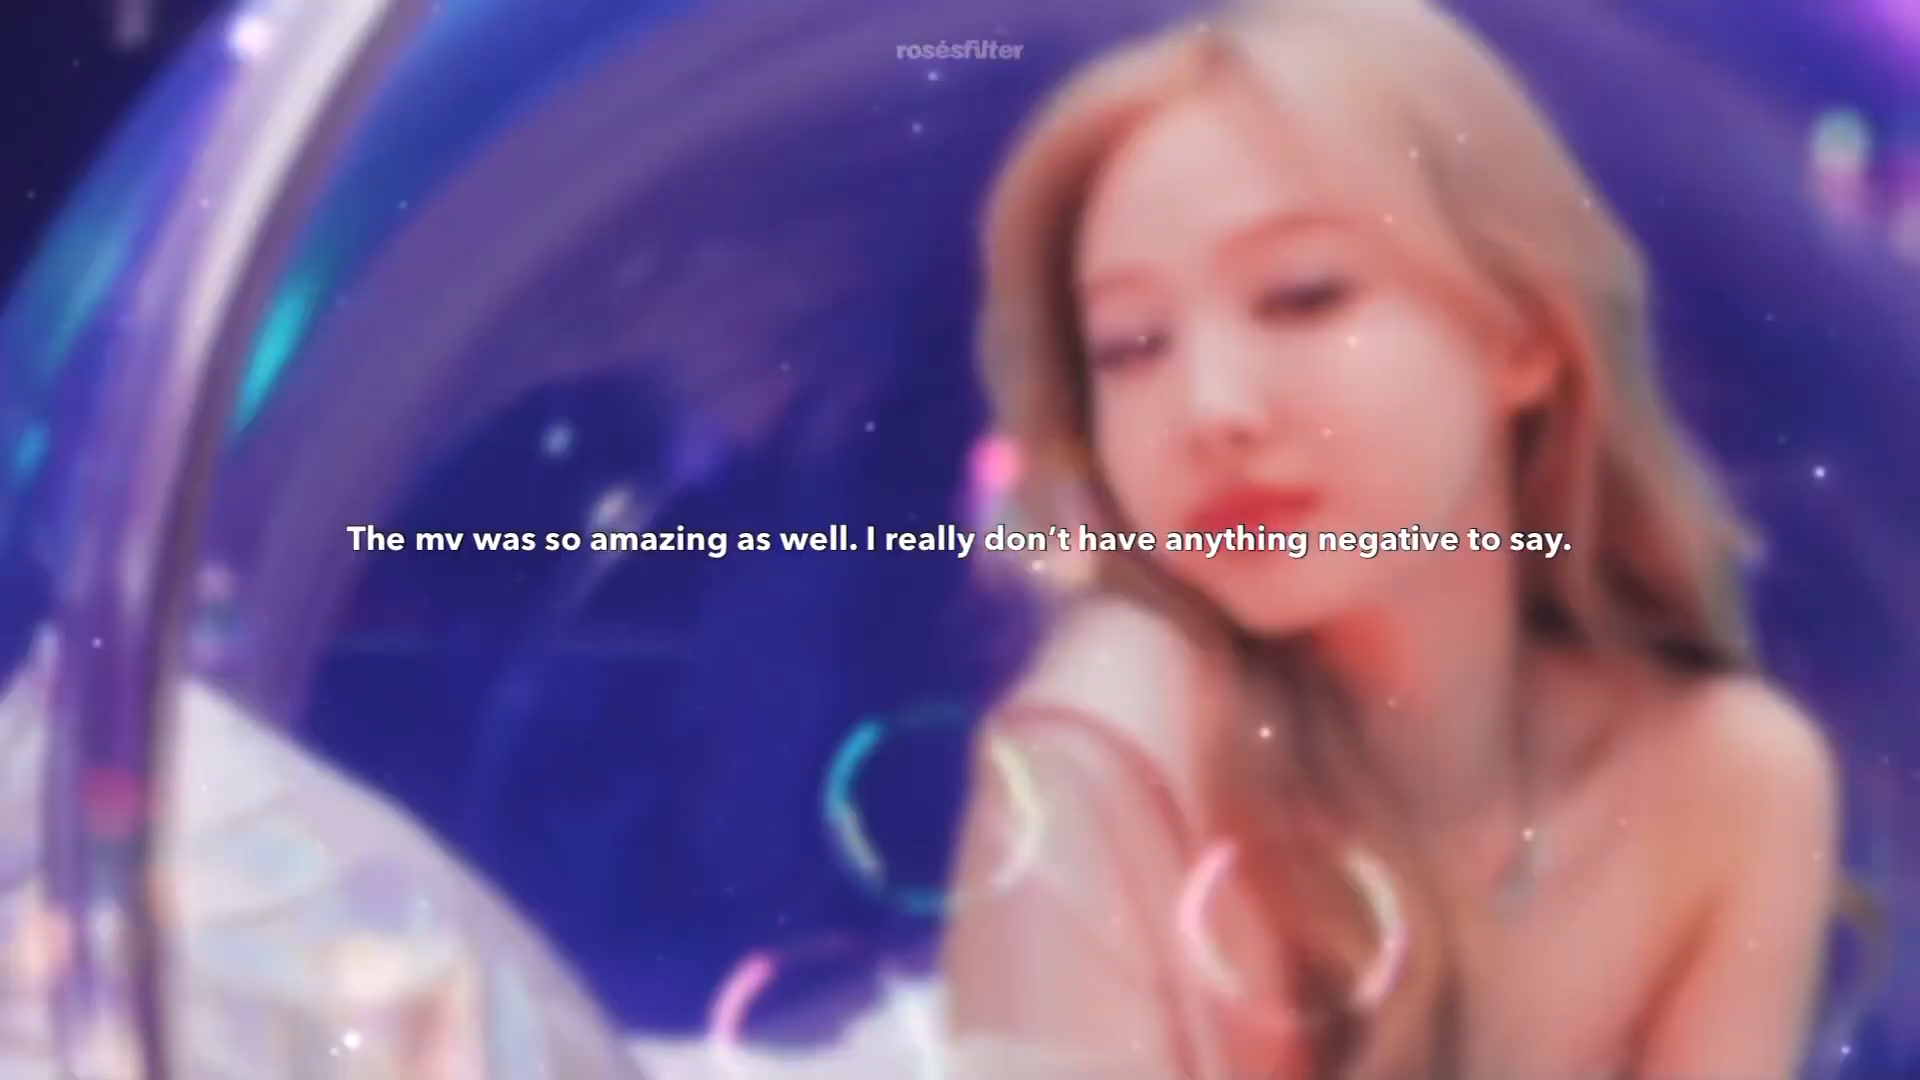 rosésfilter
The mv was so amazing as well. I really don’t have anything negative to say.